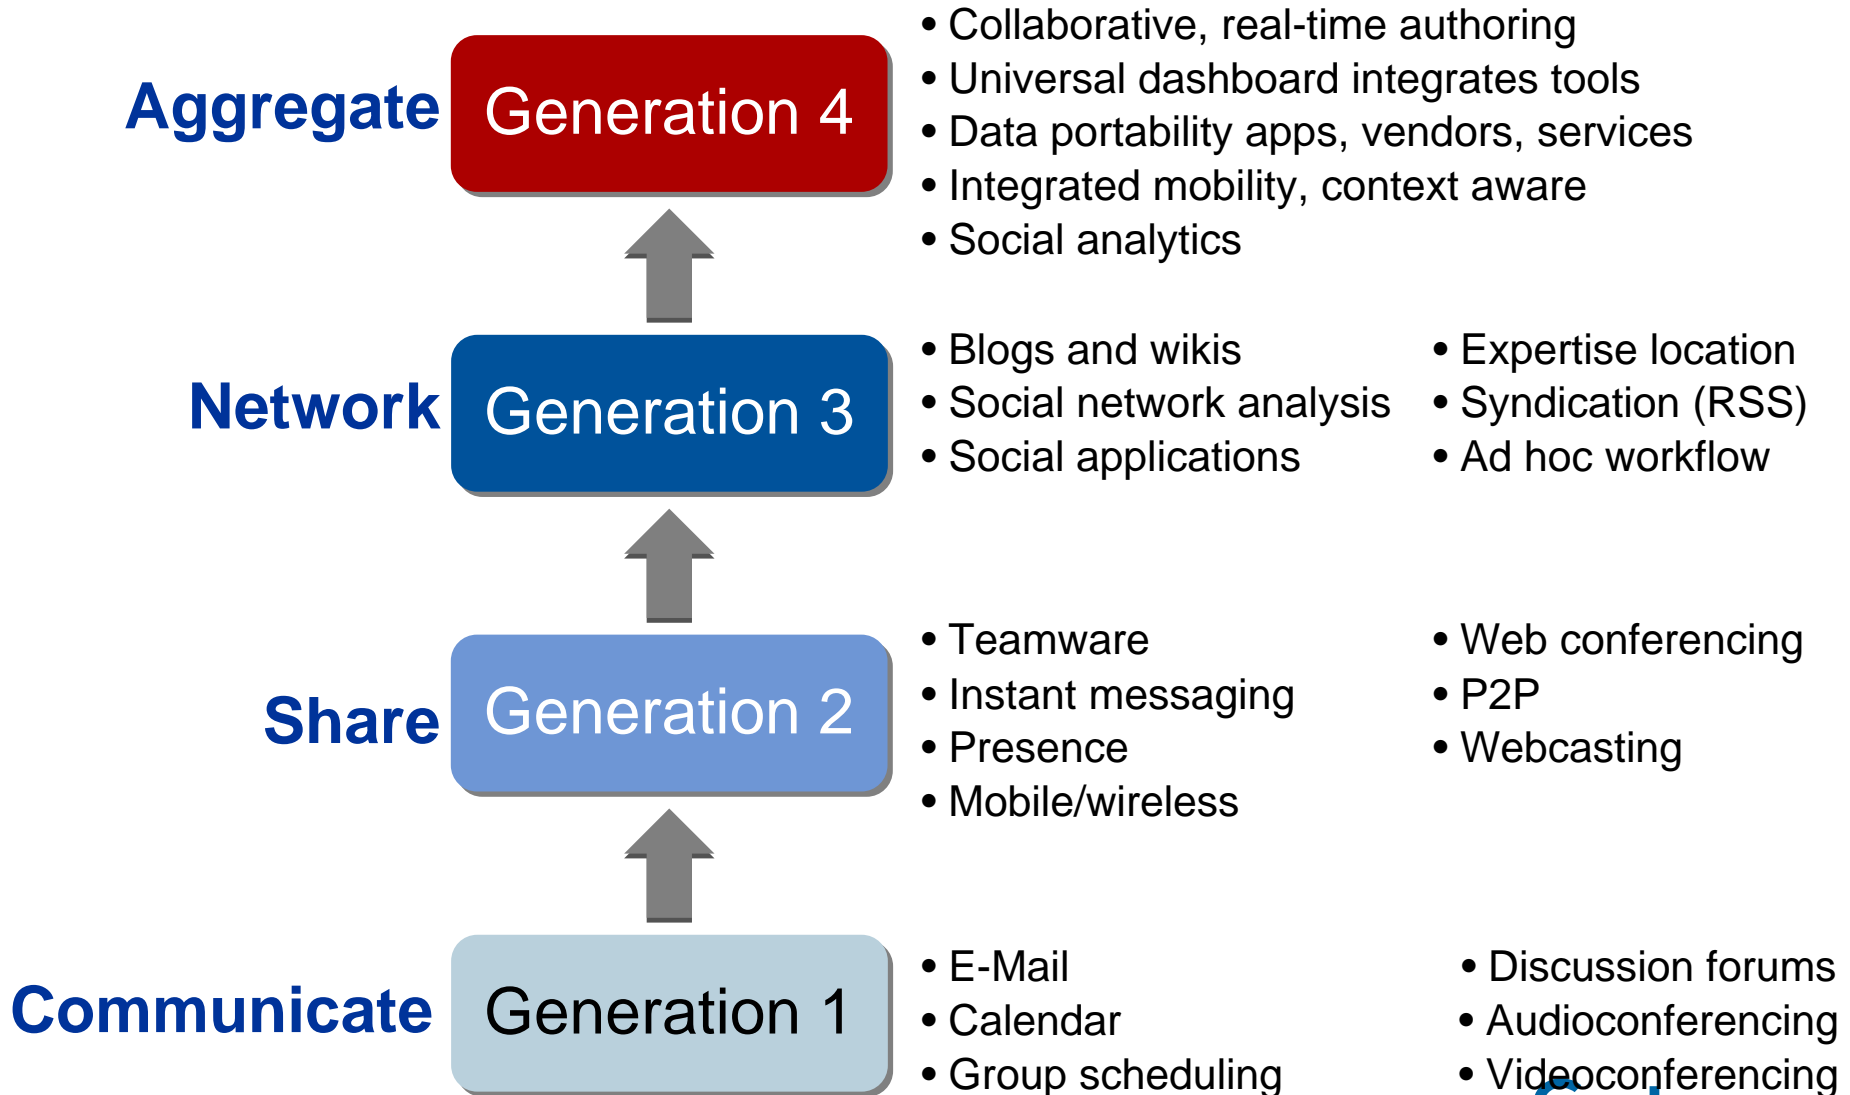 Aggregate
Generation 4
• Collaborative, real-time authoring
• Universal dashboard integrates tools
• Data portability apps, vendors, services
• Integrated mobility, context aware
• Social analytics
Network
Generation 3
• Blogs and wikis
• Social network analysis
• Social applications
• Expertise location
• Syndication (RSS)
• Ad hoc workflow
Share
Generation 2
• Teamware
• Instant messaging
• Presence
• Mobile/wireless
• Web conferencing
• P2P
• Webcasting
Communicate
Generation 1
• E-Mail
• Calendar
• Group scheduling
• Discussion forums
• Audioconferencing
• Videoconferencing